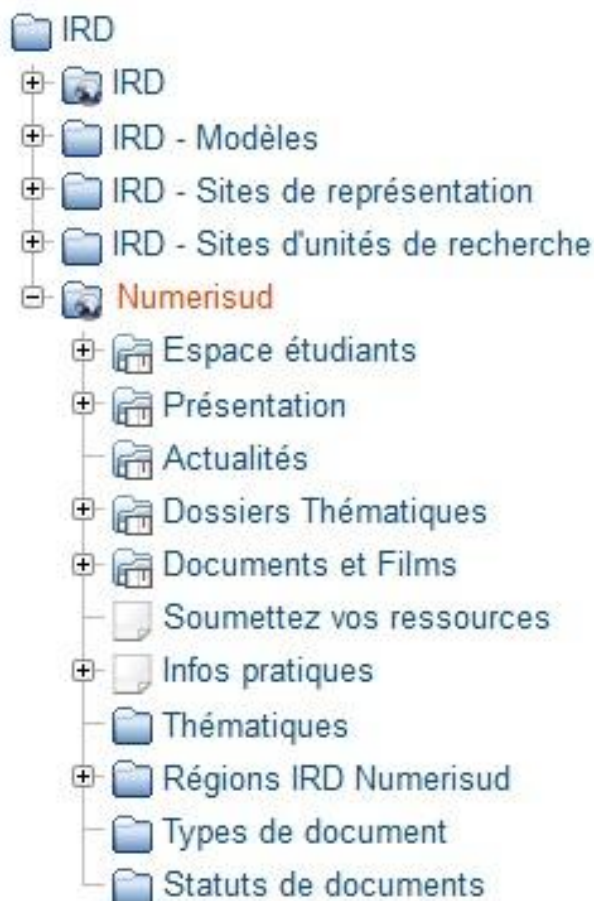 IRD
IRD
IRD - Modèles
IRD - Sites de représentation
IRD - Sites d'unités de recherche
Numerisud
Espace étudiants
Présentation
Actualités
Dossiers Thématiques
Documents et Films
Soumettez vos ressources
Infos pratiques
Thématiques
Régions IRD Numerisud
Types de document
Statuts de documents